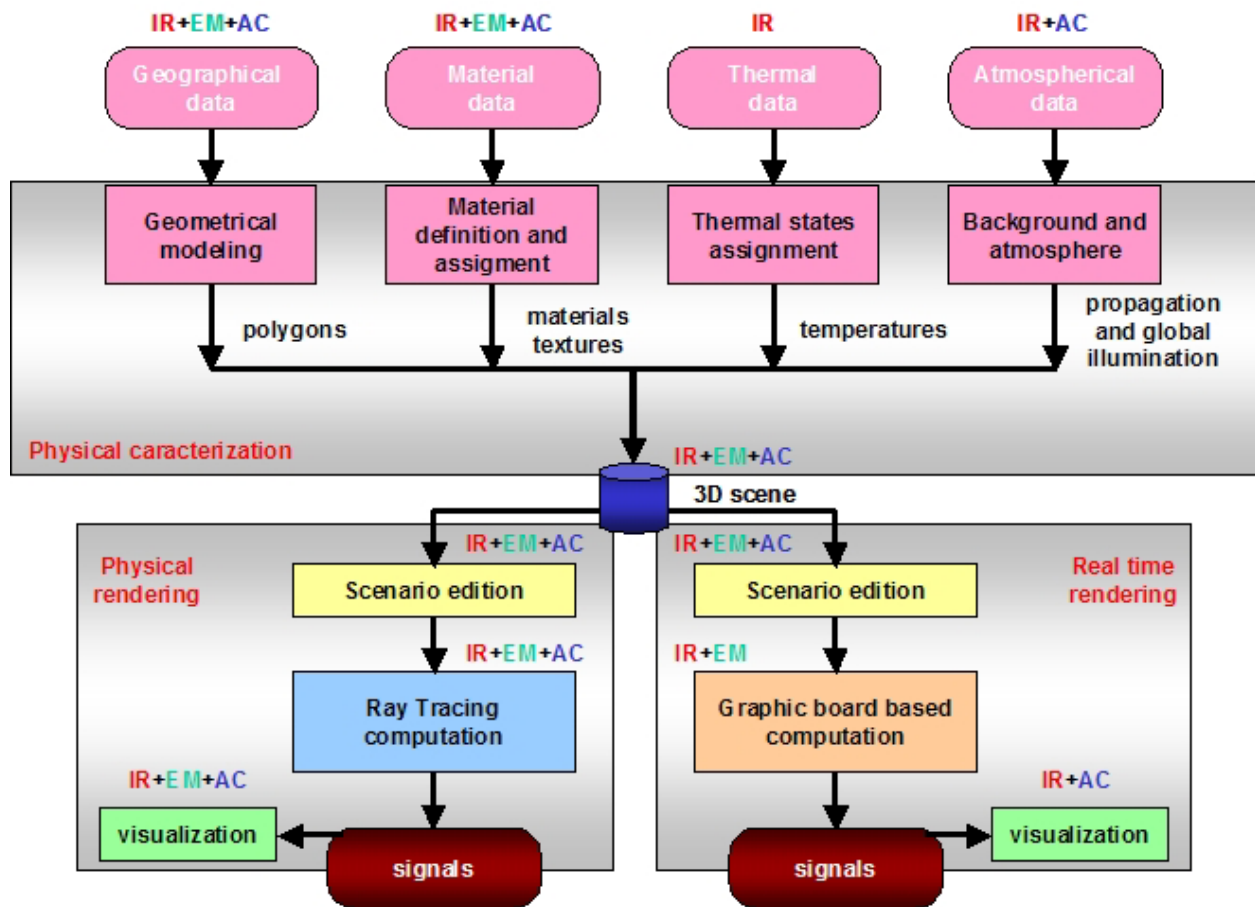 IR+EM+AC
IR+EM+AC
IR
IR+AC
Geographical
data
Material
data
Thermal
data
Atmospherical
data
Geometrical
modeling
Material
definition and
assigment
Thermal states
assignment
Background and
atmosphere
polygons
materials
textures
temperatures
propagation
and global
illumination
Physical caracterization
IR+EM+AC
3D scene
Physical
rendering
IR+EM+AC
Scenario edition
IR+EM+AC
Ray Tracing
computation
IR+EM+AC
visualization
signals
IR+EM+AC
Real time
rendering
Scenario edition
IR+EM
Graphic board based
computation
IR+AC
signals
visualization